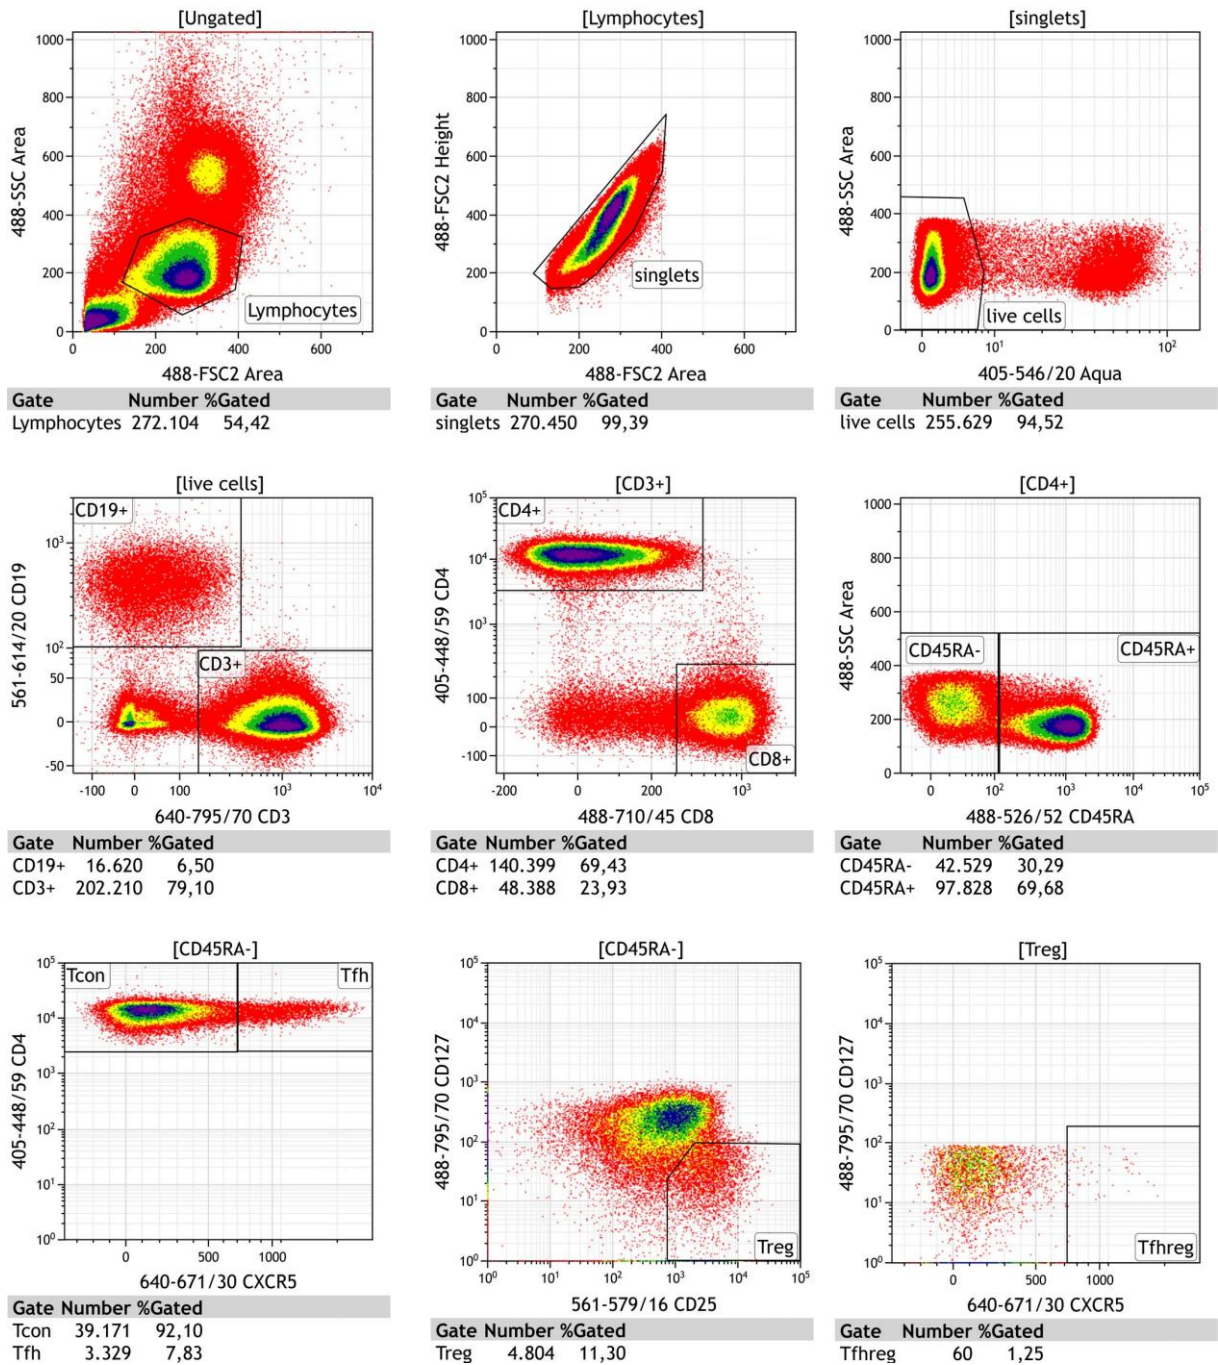 [Ungated]
1000
800
600
400
200
0
488-SSC Area
Lymphocytes
0 200 400 600
488-FSC2 Area
Gate Number %Gated
Lymphocytes 272.104 54,42
[Lymphocytes]
1000
800
600
400
200
0
488-FSC2 Height
singlets
0 200 400 600
488-FSC2 Area
Gate Number %Gated
singlets 270.450 99,39
[singlets]
1000
800
600
400
200
0
488-SSC Area
live cells
0 10¹ 10²
405-546/20 Aqua
Gate Number %Gated
live cells 255.629 94,52
[live cells]
CD19+
10³
10²
50
0
-50
561-614/20 CD19
CD3+
-100 0 100 10³ 10⁴
640-795/70 CD3
Gate Number %Gated
CD19+ 16.620 6,50
CD3+ 202.210 79,10
[CD3+]
10⁵
CD4+
10⁴
10³
100
0
-100
405-448/59 CD4
CD8+
-200 0 200 10³
488-710/45 CD8
Gate Number %Gated
CD4+ 140.399 69,43
CD8+ 48.388 23,93
[CD4+]
1000
800
600
400
200
0
488-SSC Area
CD45RA- CD45RA+
0 10² 10³ 10⁴ 10⁵
488-526/52 CD45RA
Gate Number %Gated
CD45RA- 42.529 30,29
CD45RA+ 97.828 69,68
[CD45RA-]
10⁵
Tcon Tfh
10⁴
10³
10²
10¹
10⁰
405-448/59 CD4
0 500 1000
640-671/30 CXCR5
Gate Number %Gated
Tcon 39.171 92,10
Tfh 3.329 7,83
[CD45RA-]
10⁵
10⁴
10³
10²
10¹
10⁰
488-795/70 CD127
Treg
10⁰ 10¹ 10² 10³ 10⁴ 10⁵
561-579/16 CD25
Gate Number %Gated
Treg 4.804 11,30
[Treg]
10⁵
10⁴
10³
10²
10¹
10⁰
488-795/70 CD127
Tfhreg
0 500 1000
640-671/30 CXCR5
Gate Number %Gated
Tfhreg 60 1,25